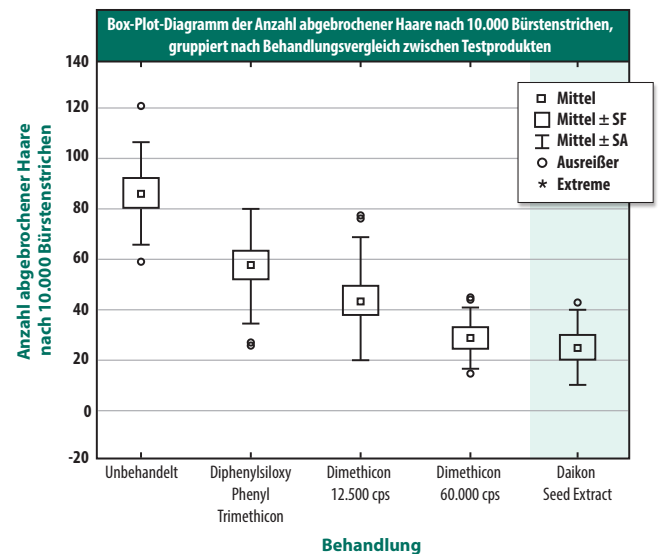 Box-Plot-Diagramm der Anzahl abgebrochener Haare nach 10.000 Bürstenstrichen,
gruppiert nach Behandlungsvergleich zwischen Testprodukten
Anzahl abgebrochener Haare
nach 10.000 Bürstenstrichen
140
120
100
80
60
40
20
0
-20
Mittel
Mittel ± SF
Mittel ± SA
Ausreißer
Extreme
Unbehandelt
Diphenylsiloxy
Phenyl
Trimethicon
Dimethicon
12.500 cps
Dimethicon
60.000 cps
Daikon
Seed Extract
Behandlung